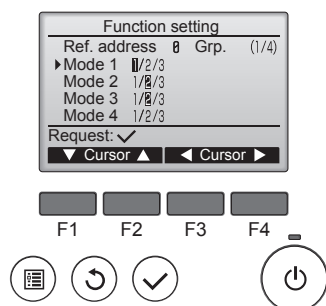 Function setting
Ref. address 0 Grp. (1/4)
Mode 1 1/2/3
Mode 2 1/2/3
Mode 3 1/2/3
Mode 4 1/2/3
Request: ✓
▼ Cursor ▲ ◀ Cursor ▶
F1 F2 F3 F4